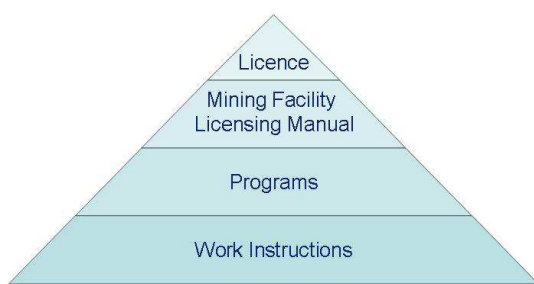 Licence
Mining Facility
Licensing Manual
Programs
Work Instructions